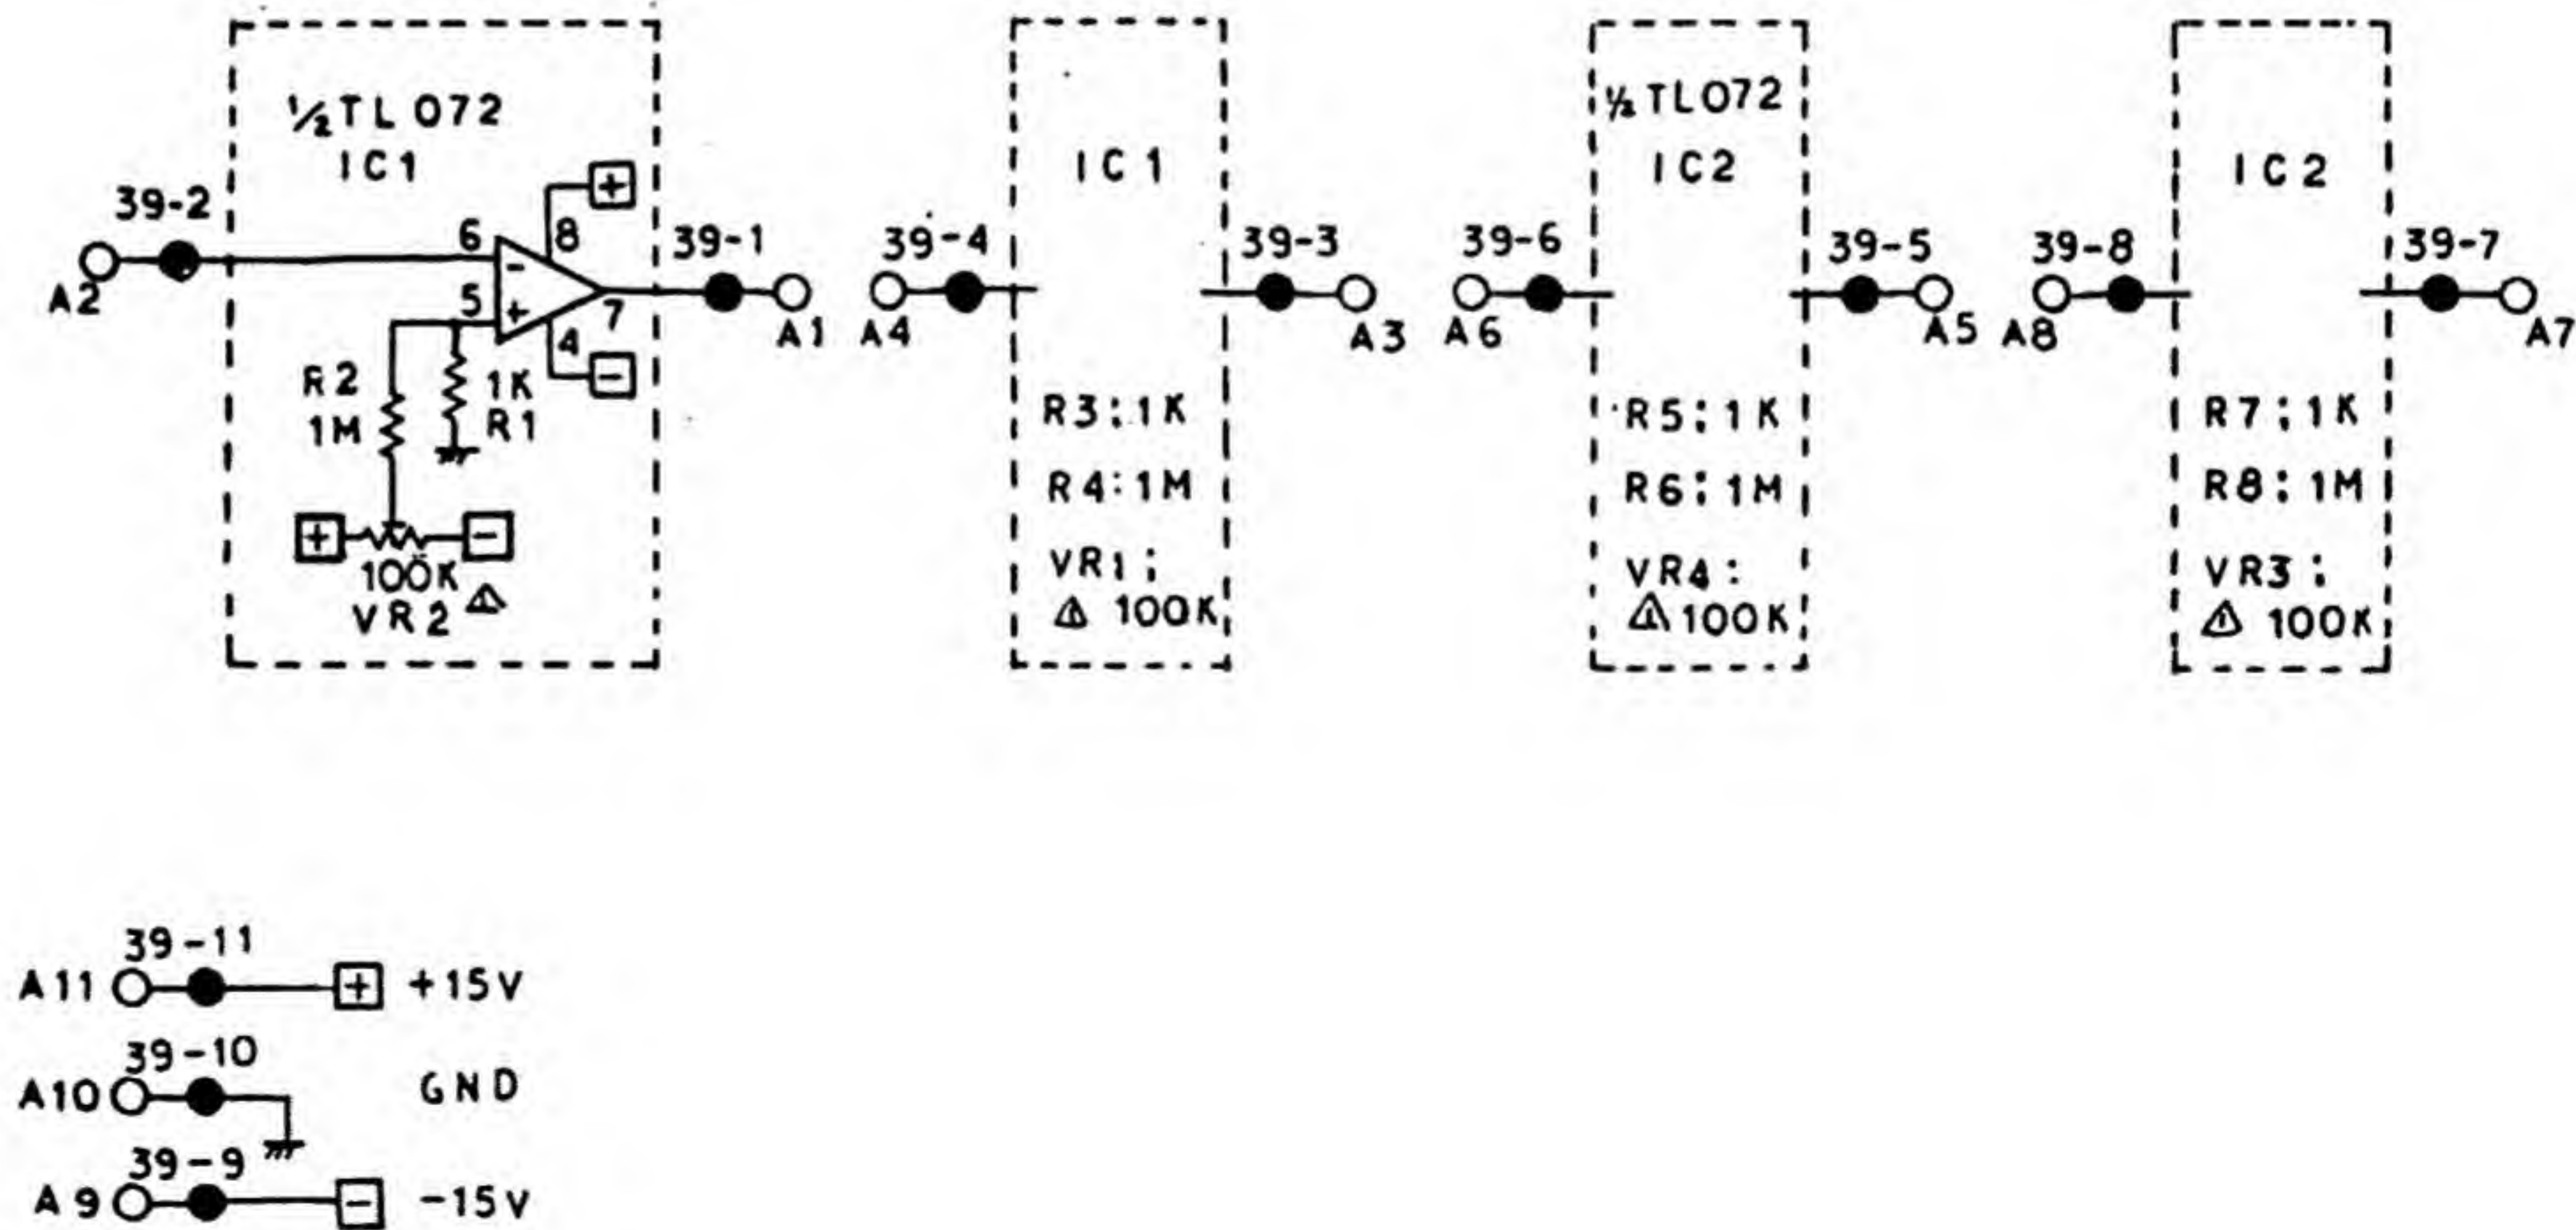 ½TL072
IC1
39-2
A2
6
-
8
+
5
+
7
4
-
39-1
A1
R2
1M
1K
R1
+
-
100K
VR2
39-4
A4
IC1
39-3
A3
R3:1K
R4:1M
VR1:
100K
39-6
A6
½TL072
IC2
39-5
A5
R5:1K
R6:1M
VR4:
100K
39-8
A8
IC2
39-7
A7
R7:1K
R8:1M
VR3:
100K
39-11
A11 + +15V
39-10
A10 GND
39-9
A9 - -15V